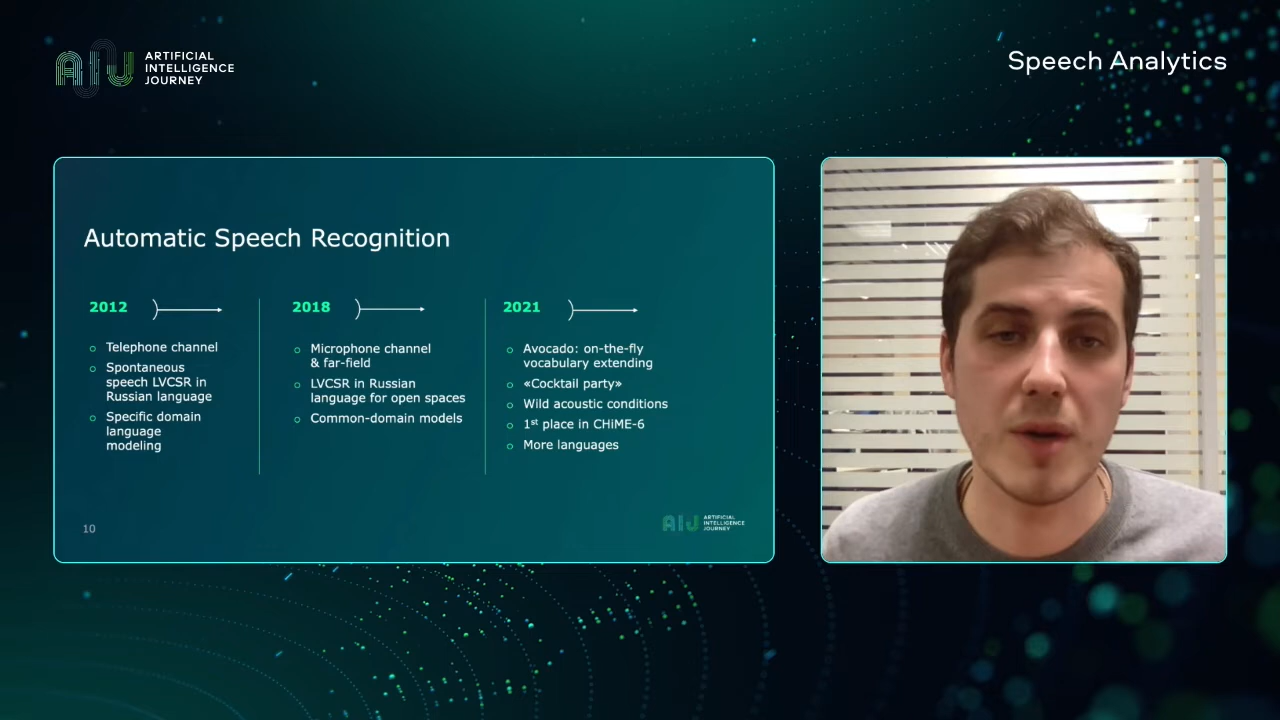 ARTIFICIAL
INTELLIGENCE
JOURNEY
Speech Analytics
Automatic Speech Recognition
2012
Telephone channel
Spontaneous
speech LVCSR in
Russian language
Specific domain
language
modeling
2018
Microphone channel
& far-field
LVCSR in Russian
language for open spaces
Common-domain models
2021
Avocado: on-the-fly
vocabulary extending
«Cocktail party»
Wild acoustic conditions
1st place in CHiME-6
More languages
10
AIJ
ARTIFICIAL
INTELLIGENCE
JOURNEY